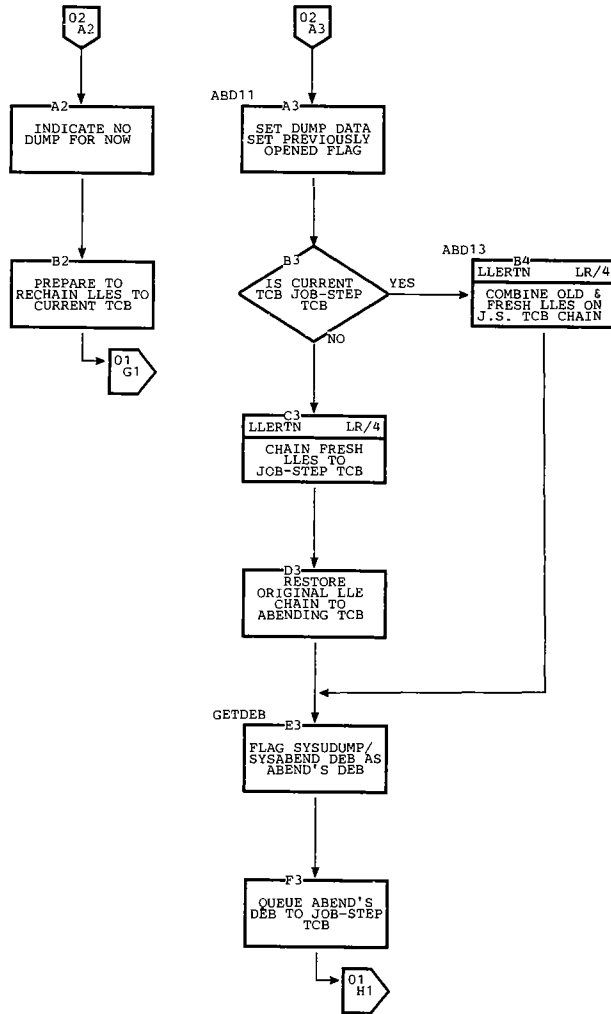 02
A2
A2
INDICATE NO
DUMP FOR NOW
B2
PREPARE TO
RECHAIN LLES TO
CURRENT TCB
01
G1
02
A3
ABD11
A3
SET DUMP DATA
SET PREVIOUSLY
OPENED FLAG
B3
IS CURRENT
TCB JOB-STEP
TCB
YES
NO
ABD13
B4
LLERTN LR/4
COMBINE OLD &
FRESH LLES ON
J.S. TCB CHAIN
C3
LLERTN LR/4
CHAIN FRESH
LLES TO
JOB-STEP TCB
D3
RESTORE
ORIGINAL LLE
CHAIN TO
ABENDING TCB
GETDEB
E3
FLAG SYSUDUMP/
SYSABEND DEB AS
ABEND'S DEB
F3
QUEUE ABEND'S
DEB TO JOB-STEP
TCB
01
H1